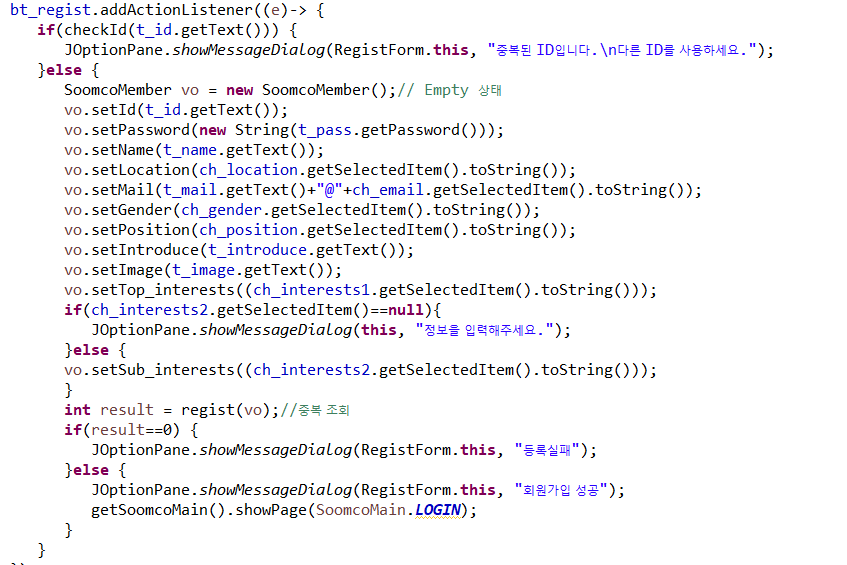 bt_regist.addActionListener((e)-> {
if(checkId(t_id.getText())) {
JOptionPane.showMessageDialog(RegistForm.this, "중복된 ID입니다.\n다른 ID를 사용하세요.");
}else {
SoomcoMember vo = new SoomcoMember();// Empty 상태
vo.setId(t_id.getText());
vo.setPassword(new String(t_pass.getPassword()));
vo.setName(t_name.getText());
vo.setLocation(ch_location.getSelectedItem().toString());
vo.setMail(t_mail.getText()+"@"+ch_email.getSelectedItem().toString());
vo.setGender(ch_gender.getSelectedItem().toString());
vo.setPosition(ch_position.getSelectedItem().toString());
vo.setIntroduce(t_introduce.getText());
vo.setImage(t_image.getText());
vo.setTop_interests((ch_interests1.getSelectedItem().toString()));
if(ch_interests2.getSelectedItem()==null){
JOptionPane.showMessageDialog(this, "정보을 입력해주세요.");
}else {
vo.setSub_interests((ch_interests2.getSelectedItem().toString()));
}
int result = regist(vo);//중복 조회
if(result==0) {
JOptionPane.showMessageDialog(RegistForm.this, "등록실패");
}else {
JOptionPane.showMessageDialog(RegistForm.this, "회원가입 성공");
getSoomcoMain().showPage(SoomcoMain.LOGIN);
}
}